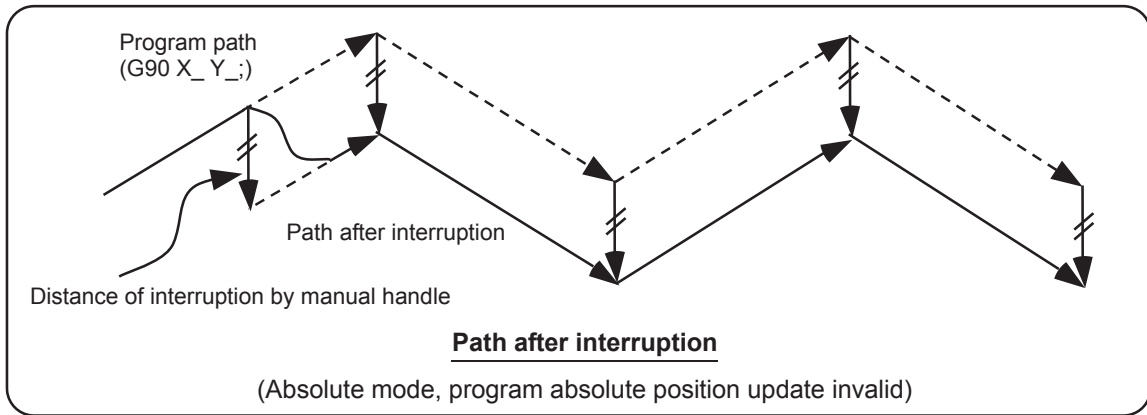 Program path
(G90 X_ Y_;)
Path after interruption
Distance of interruption by manual handle
Path after interruption
(Absolute mode, program absolute position update invalid)